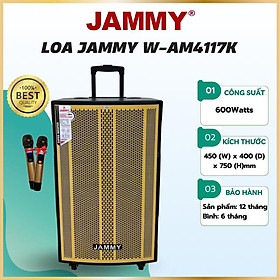 JAMMY®
LOA JAMMY W-AM4117K
100%
BEST
QUALITY
01
CÔNG SUẤT
600Watts
02
KÍCH THƯỚC
450 (W) x 400 (D)
x 750 (H)mm
03
BẢO HÀNH
Sản phẩm: 12 tháng
Bình: 6 tháng
JAMMY